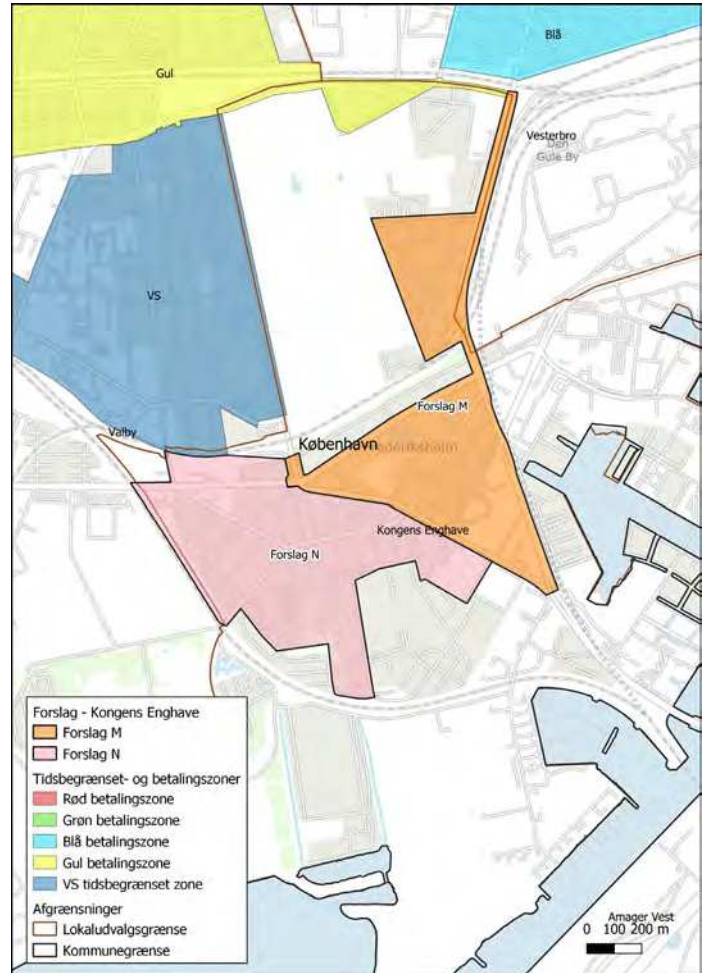 Blå
Gul
Vesterbro
Den
Gule By
VS
Forslag M
Valby
København
Kongens Enghave
Forslag N
Forslag - Kongens Enghave
Forslag M
Forslag N
Tidsbegrænset- og betalingszoner
Rød betalingszone
Grøn betalingszone
Blå betalingszone
Gul betalingszone
VS tidsbegrænset zone
Afgrænsninger
Lokaludvalgsgrænse
Kommunegrænse
Amager Vest
0 100 200 m